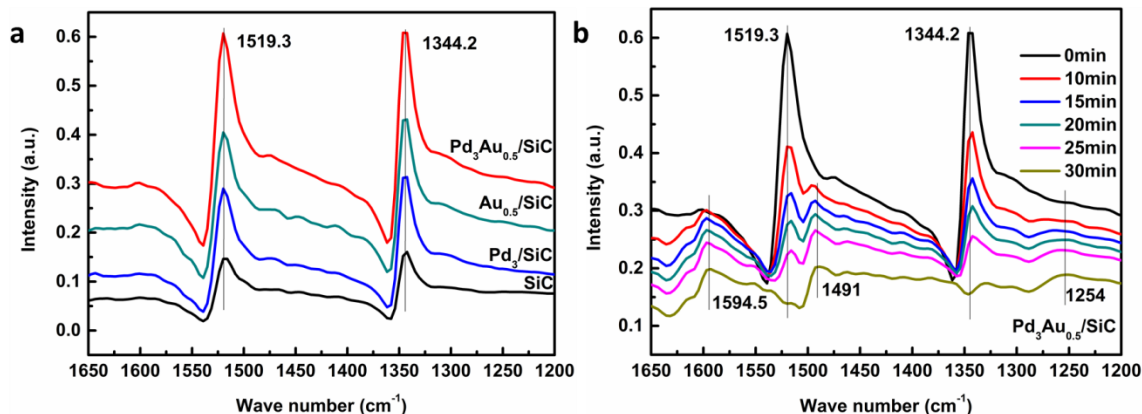 a
1519.3
1344.2
Pd₃Au₀.₅/SiC
Au₀.₅/SiC
Pd₃/SiC
SiC
Intensity (a.u.)
0.6
0.5
0.4
0.3
0.2
0.1
0.0
1650 1600 1550 1500 1450 1400 1350 1300 1250 1200
Wave number (cm⁻¹)
b
1519.3
1344.2
0min
10min
15min
20min
25min
30min
1594.5
1491
1254
Pd₃Au₀.₅/SiC
Intensity (a.u.)
0.6
0.5
0.4
0.3
0.2
0.1
1650 1600 1550 1500 1450 1400 1350 1300 1250 1200
Wave number (cm⁻¹)